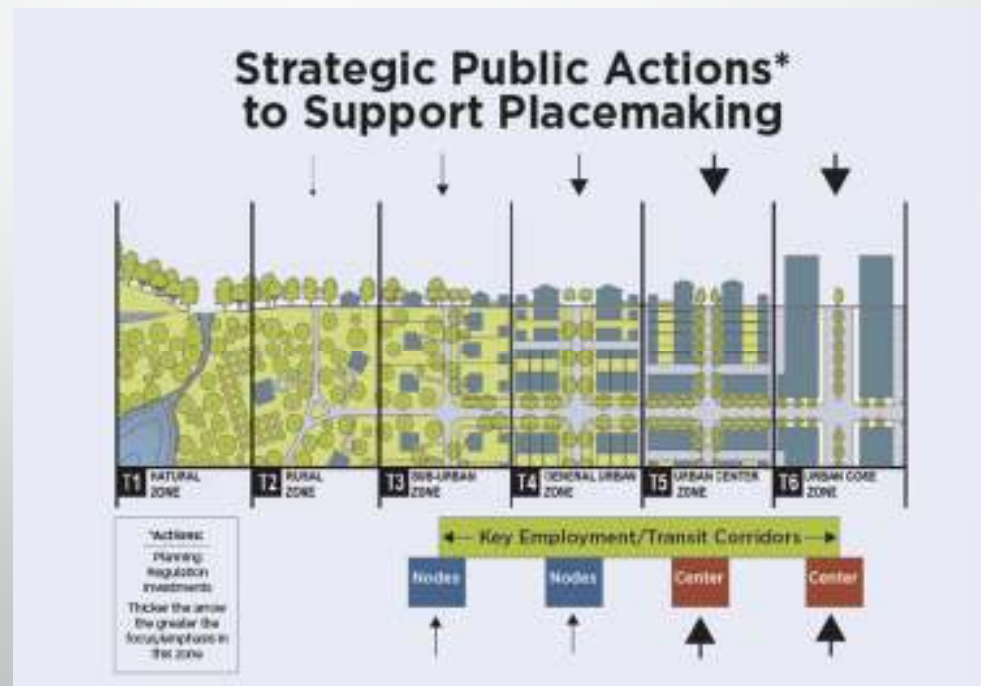 Strategic Public Actions*
to Support Placemaking
T1 NATURAL
ZONE
T2 RURAL
ZONE
T3 SUB-URBAN
ZONE
T4 GENERAL URBAN
ZONE
T5 URBAN CENTER
ZONE
T6 URBAN CORE
ZONE
*Actions:
Planning
Regulation
Investments
Thicker the arrow
the greater the
focus/emphasis in
this zone
Key Employment/Transit Corridors
Nodes
Nodes
Center
Center